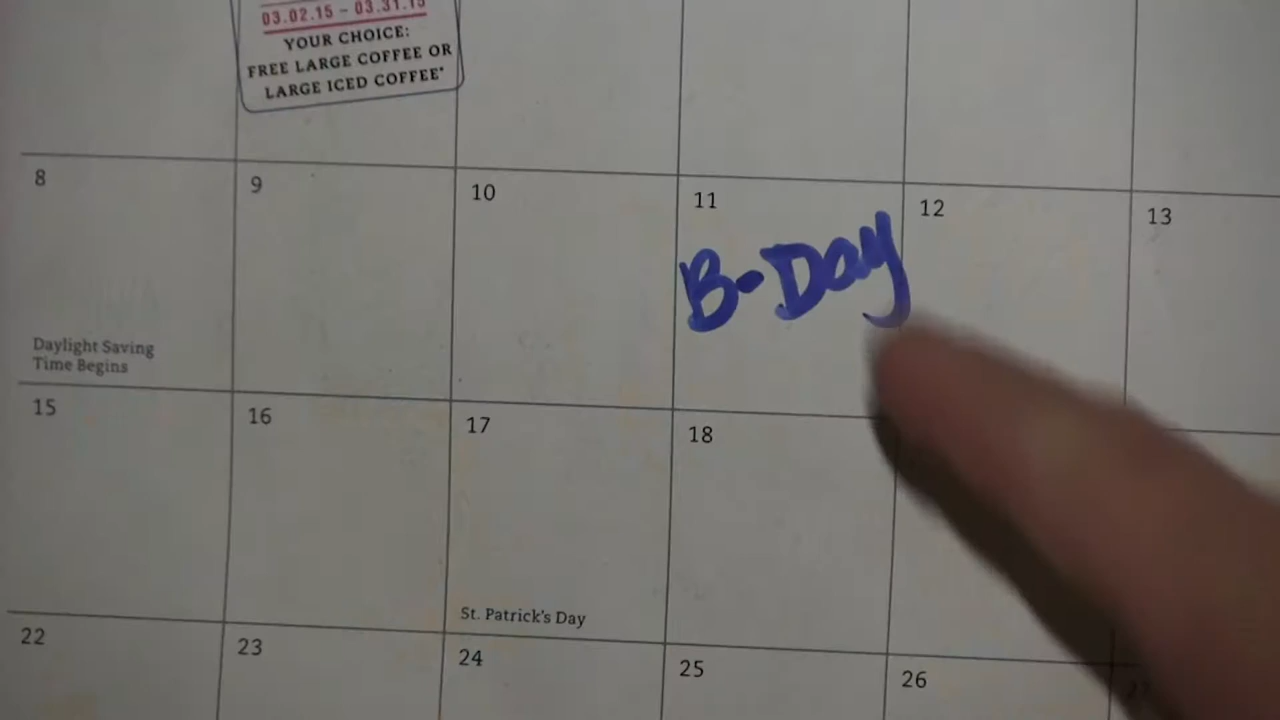 03.02.15 – 03.31.15
YOUR CHOICE:
FREE LARGE COFFEE OR
LARGE ICED COFFEE*
8
9
10
11
12
13
B-Day
Daylight Saving
Time Begins
15
16
17
18
St. Patrick's Day
22
23
24
25
26
27